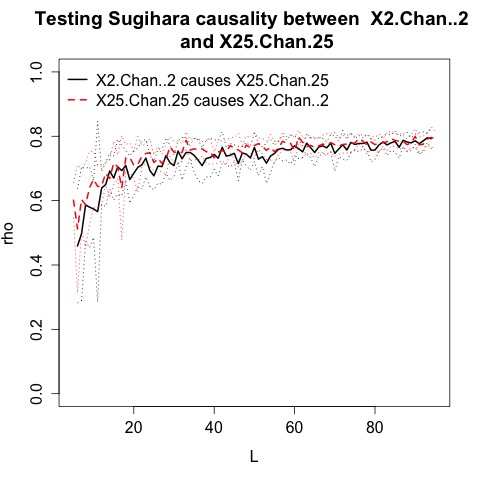 Testing Sugihara causality between  X2.Chan..2
and X25.Chan.25
X2.Chan..2 causes X25.Chan.25
X25.Chan.25 causes X2.Chan..2
rho
1.0
0.8
0.6
0.4
0.2
0.0
20 40 60 80
L